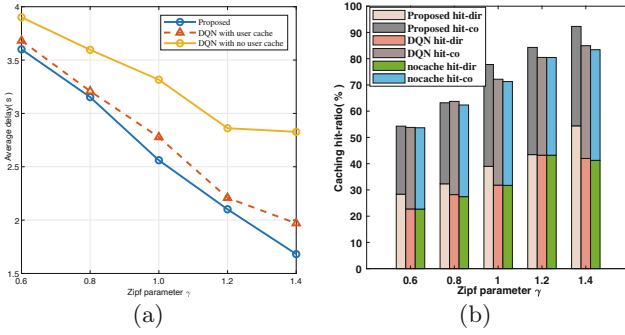 4
3.5
3
2.5
2
1.5
Average delay( s )
Proposed
DQN with user cache
DQN with no user cache
0.6
0.8
1.0
1.2
1.4
Zipf parameter γ
(a)
100
90
80
70
60
50
40
30
20
10
0
Caching hit-ratio( % )
Proposed hit-dir
Proposed hit-co
DQN hit-dir
DQN hit-co
nocache hit-dir
nocache hit-co
0.6
0.8
1
1.2
1.4
Zipf parameter γ
(b)